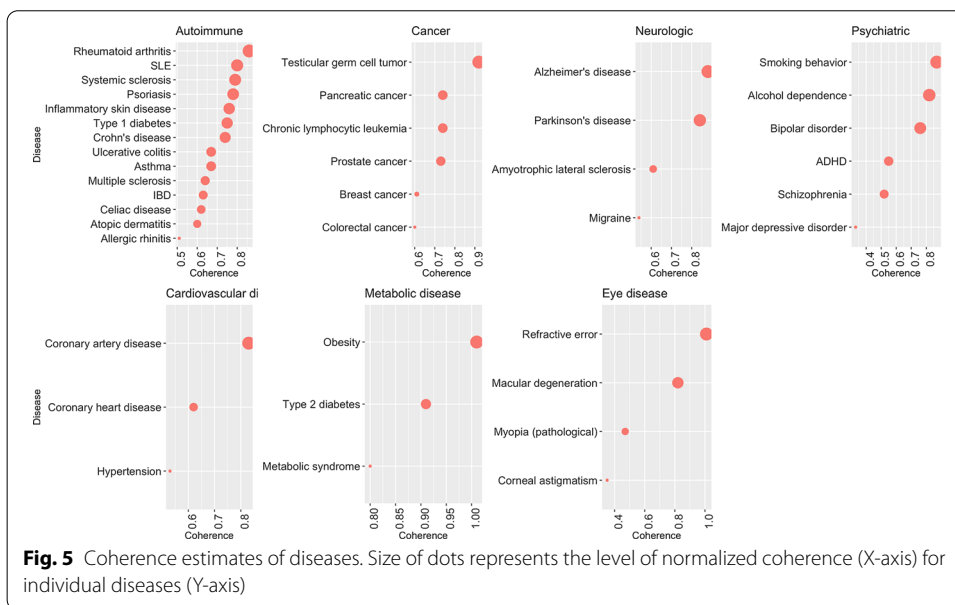 Autoimmune
Rheumatoid arthritis
SLE
Systemic sclerosis
Psoriasis
Inflammatory skin disease
Type 1 diabetes
Crohn's disease
Ulcerative colitis
Asthma
Multiple sclerosis
IBD
Celiac disease
Atopic dermatitis
Allergic rhinitis
Disease
0.5 0.6 0.7 0.8
Coherence
Cancer
Testicular germ cell tumor
Pancreatic cancer
Chronic lymphocytic leukemia
Prostate cancer
Breast cancer
Colorectal cancer
0.6 0.7 0.8 0.9
Coherence
Neurologic
Alzheimer's disease
Parkinson's disease
Amyotrophic lateral sclerosis
Migraine
0.6 0.7 0.8
Coherence
Psychiatric
Smoking behavior
Alcohol dependence
Bipolar disorder
ADHD
Schizophrenia
Major depressive disorder
0.4 0.5 0.6 0.7 0.8
Coherence
Cardiovascular di
Coronary artery disease
Coronary heart disease
Hypertension
Disease
0.6 0.7 0.8
Coherence
Metabolic disease
Obesity
Type 2 diabetes
Metabolic syndrome
0.80 0.85 0.90 0.95 1.00
Coherence
Eye disease
Refractive error
Macular degeneration
Myopia (pathological)
Corneal astigmatism
0.4 0.6 0.8 1.0
Coherence
Fig. 5 Coherence estimates of diseases. Size of dots represents the level of normalized coherence (X-axis) for
individual diseases (Y-axis)